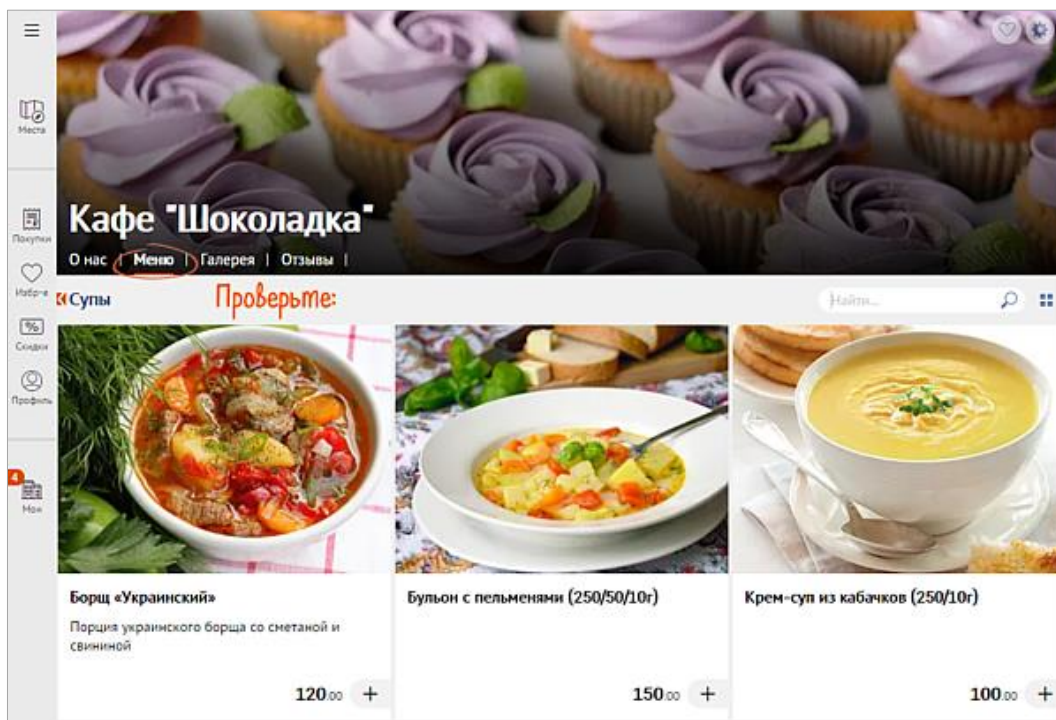 Места
Покупки
Избр-е
Скидки
Профиль
4
Мои
Кафе "Шоколадка"
О нас | Меню | Галерея | Отзывы |
Супы
Проверьте:
Найти...
Борщ «Украинский»
Порция украинского борща со сметаной и
свининой
120.00 +
Бульон с пельменями (250/50/10г)
150.00 +
Крем-суп из кабачков (250/10г)
100.00 +